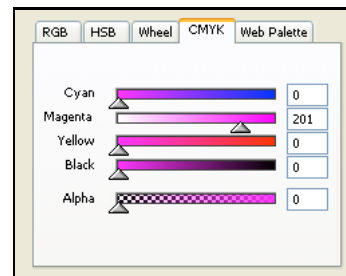 RGB HSB Wheel CMYK Web Palette
Cyan 0
Magenta 201
Yellow 0
Black 0
Alpha 0